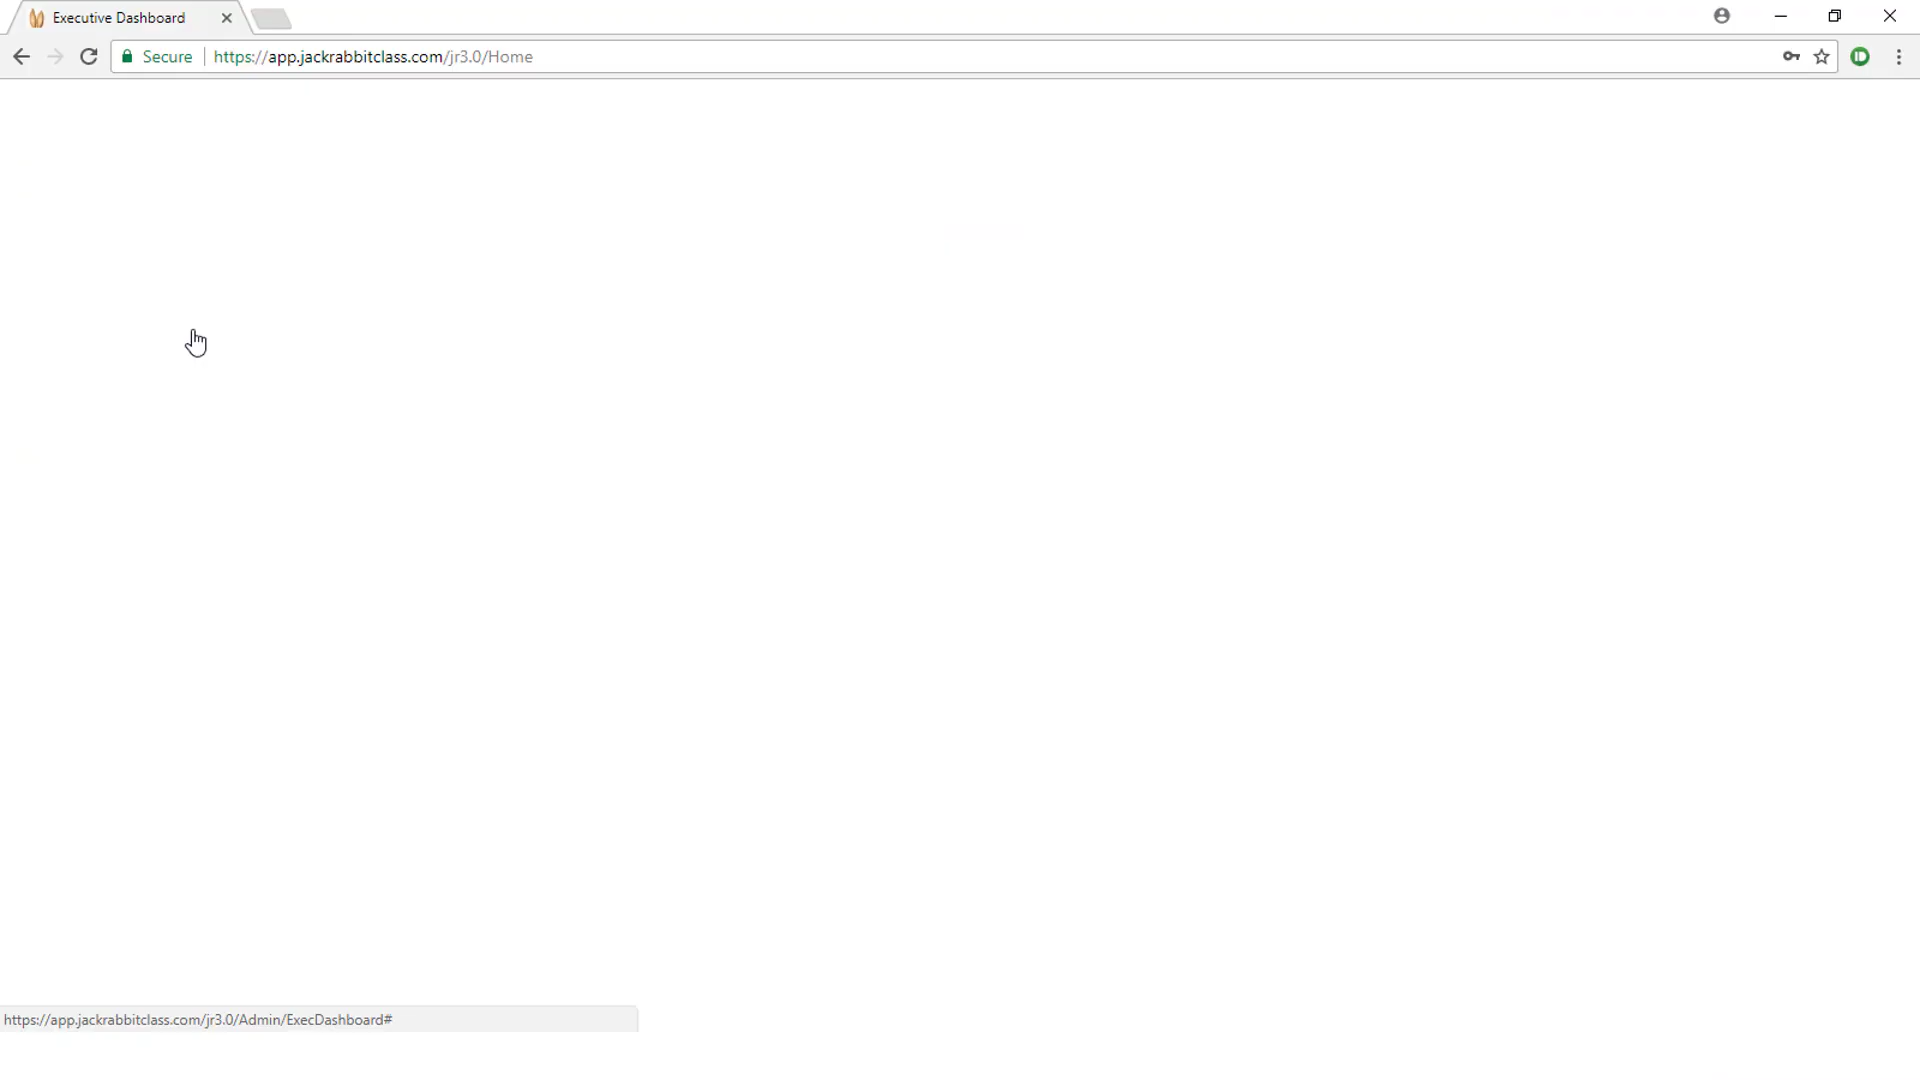 Executive Dashboard
Secure https://app.jackrabbitclass.com/jr3.0/Home
https://app.jackrabbitclass.com/jr3.0/Admin/ExecDashboard#